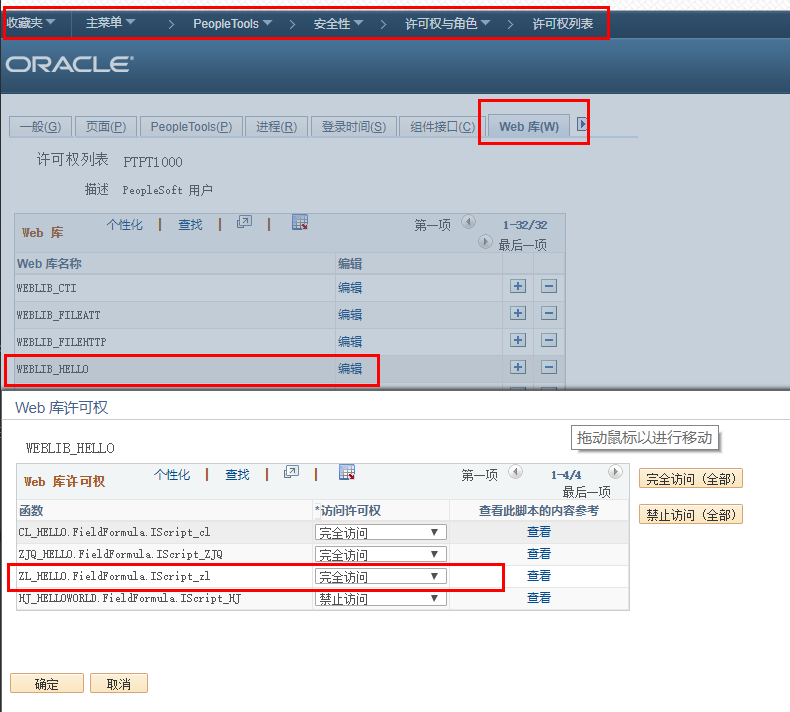 收藏夹 主菜单 > PeopleTools > 安全性 > 许可权与角色 > 许可权列表
ORACLE®
一般(G) 页面(P) PeopleTools(P) 进程(R) 登录时间(S) 组件接口(C) Web 库(W)
许可权列表 PTPT1000
描述 PeopleSoft 用户
Web 库 个性化 | 查找 | | 第一项 1-32/32 最后一项
Web 库名称 编辑
WEBLIB_CTI 编辑
WEBLIB_FILEATT 编辑
WEBLIB_FILEHTTP 编辑
WEBLIB_HELLO 编辑
Web 库许可权
拖动鼠标以进行移动
WEBLIB_HELLO
Web 库许可权 个性化 | 查找 | | 第一项 1-4/4 最后一项
完全访问（全部）
禁止访问（全部）
函数 *访问许可权 查看此脚本的内容参考
CL_HELLO.FieldFormula.IScript_cl 完全访问 查看
ZJQ_HELLO.FieldFormula.IScript_ZJQ 完全访问 查看
ZL_HELLO.FieldFormula.IScript_zl 完全访问 查看
HJ_HELLOWORLD.FieldFormula.IScript_HJ 禁止访问 查看
确定 取消